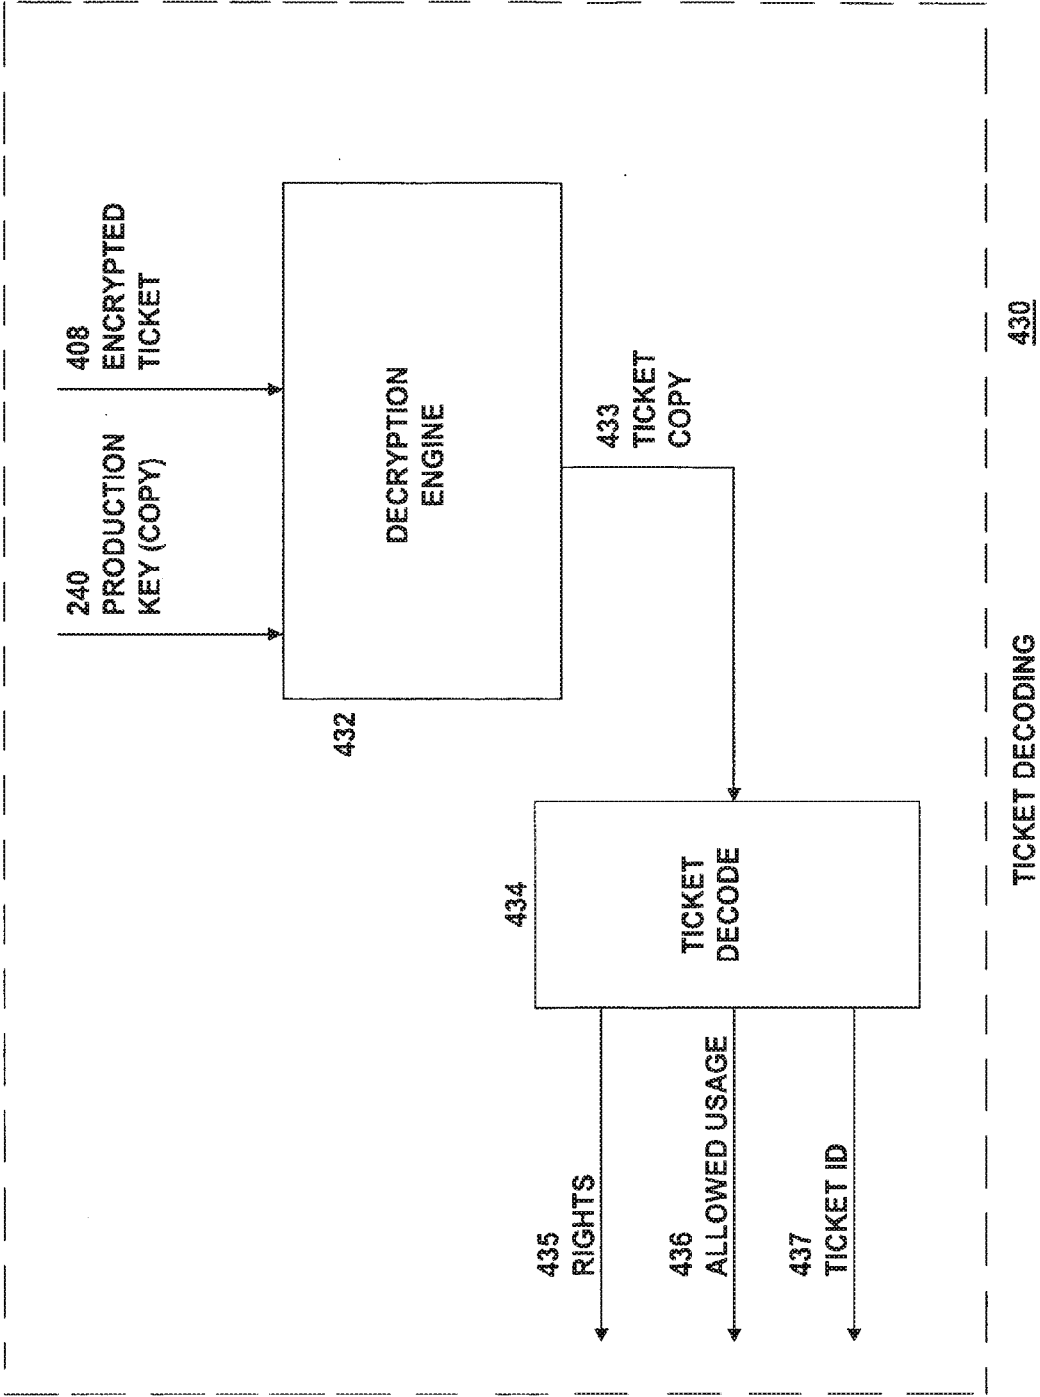 240
PRODUCTION
KEY (COPY)
408
ENCRYPTED
TICKET
432
DECRYPTION
ENGINE
433
TICKET
COPY
434
TICKET
DECODE
435
RIGHTS
436
ALLOWED USAGE
437
TICKET ID
TICKET DECODING
430